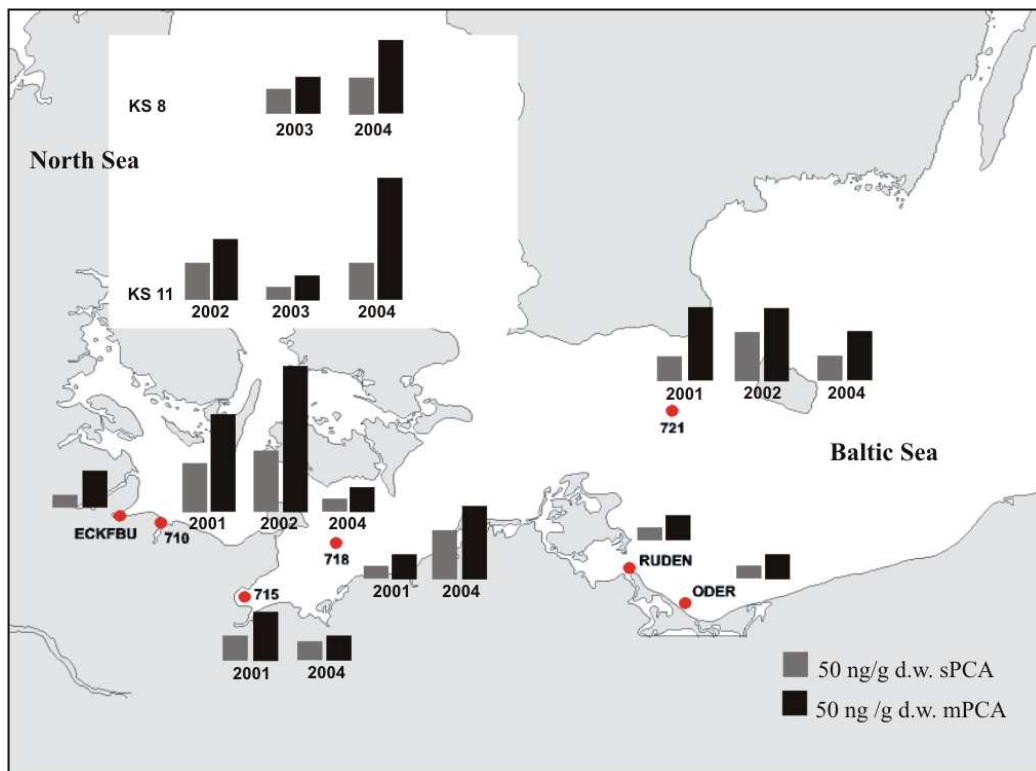 KS 8
2003 2004
North Sea
KS 11
2002 2003 2004
2001 2002 2004
721
Baltic Sea
2001 2002 2004
ECKFBU 710
718
2001 2004
RUDEN
ODER
715
2001 2004
50 ng/g d.w. sPCA
50 ng /g d.w. mPCA